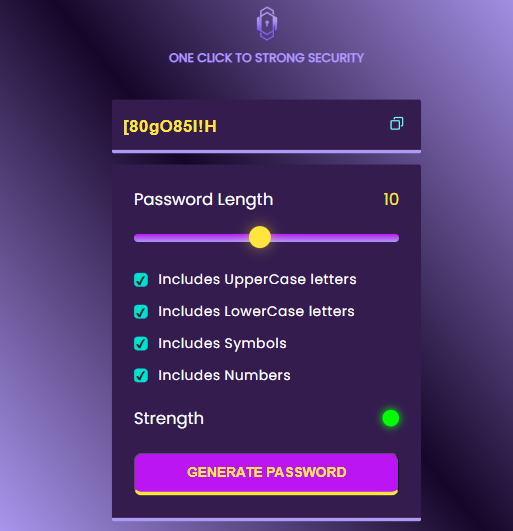 ONE CLICK TO STRONG SECURITY
[80gO85I!H
Password Length 10
Includes UpperCase letters
Includes LowerCase letters
Includes Symbols
Includes Numbers
Strength
GENERATE PASSWORD